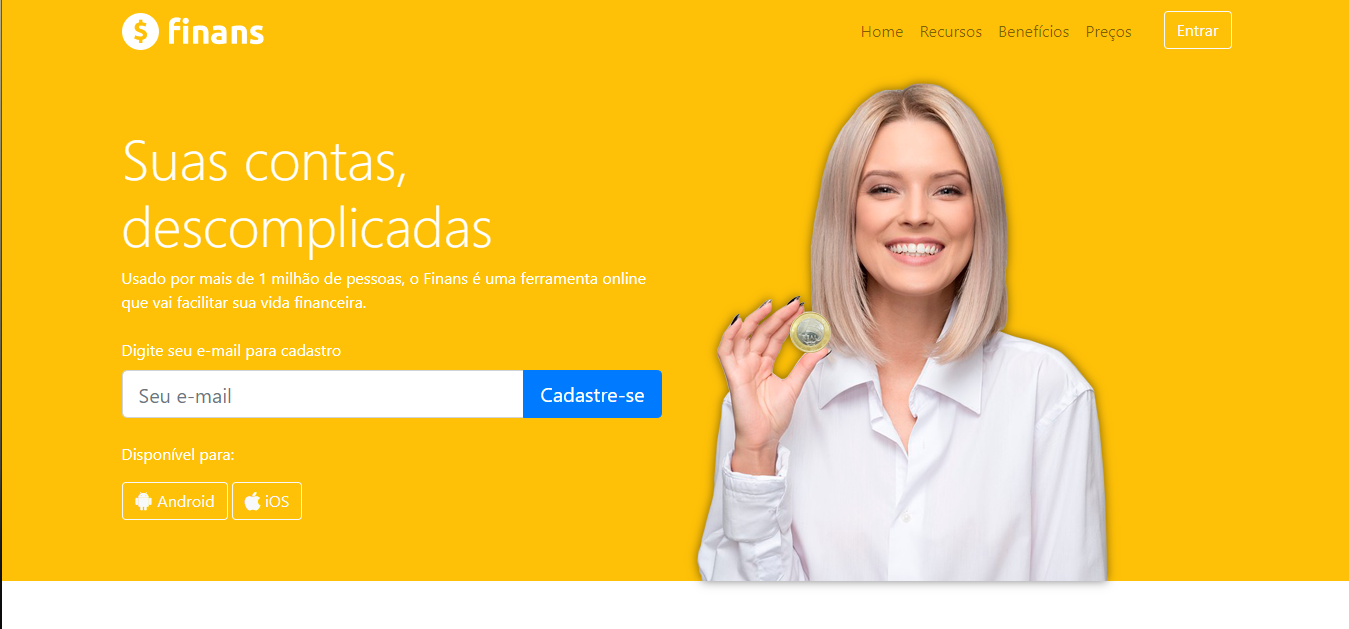 finans
Home Recursos Benefícios Preços Entrar
Suas contas,
descomplicadas
Usado por mais de 1 milhão de pessoas, o Finans é uma ferramenta online
que vai facilitar sua vida financeira.
Digite seu e-mail para cadastro
Seu e-mail Cadastre-se
Disponível para:
Android iOS